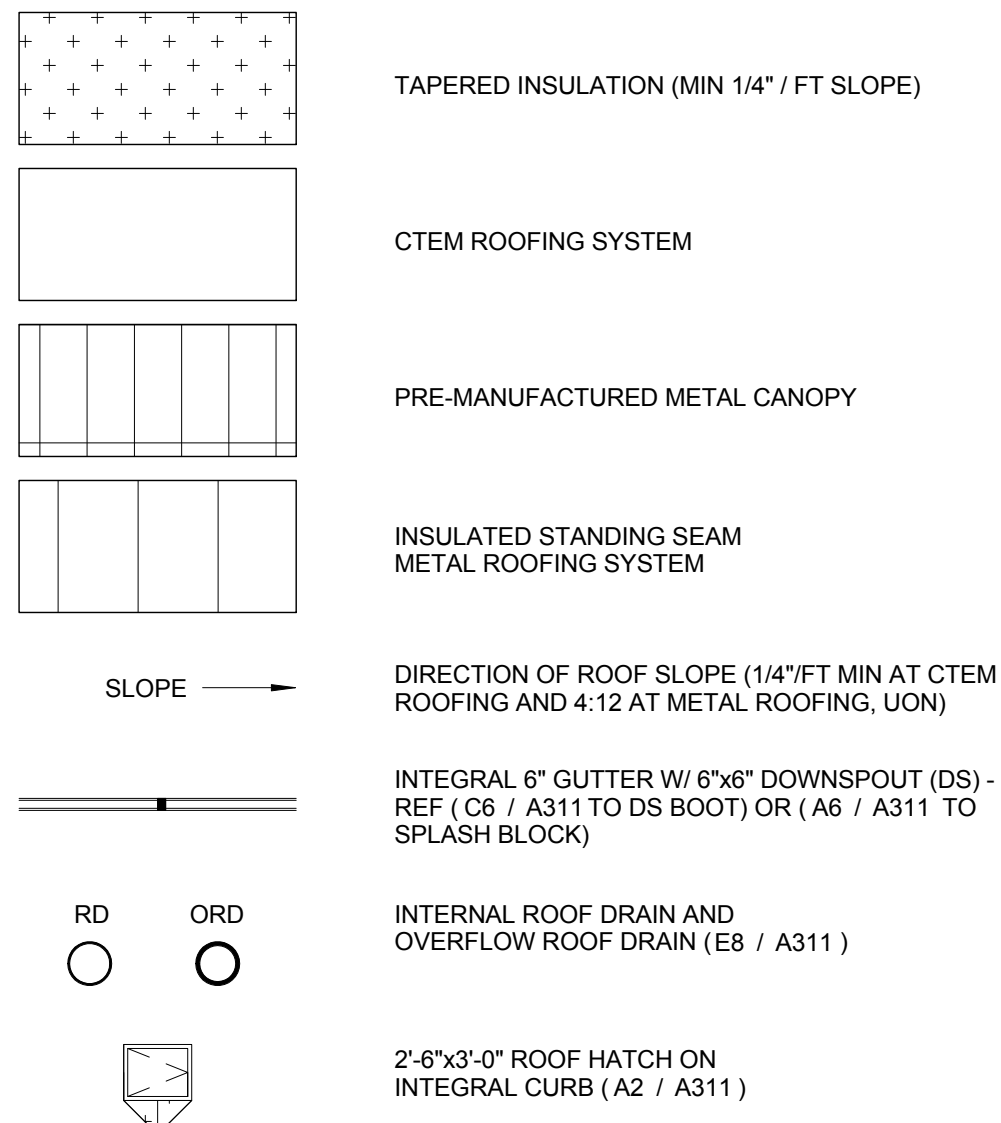 TAPERED INSULATION (MIN 1/4" / FT SLOPE)
CTEM ROOFING SYSTEM
PRE-MANUFACTURED METAL CANOPY
INSULATED STANDING SEAM
METAL ROOFING SYSTEM
SLOPE
DIRECTION OF ROOF SLOPE (1/4"/FT MIN AT CTEM
ROOFING AND 4:12 AT METAL ROOFING, UON)
INTEGRAL 6" GUTTER W/ 6"x6" DOWNSPOUT (DS) -
REF ( C6 / A311 TO DS BOOT) OR ( A6 / A311 TO
SPLASH BLOCK)
RD ORD
INTERNAL ROOF DRAIN AND
OVERFLOW ROOF DRAIN ( E8 / A311 )
2'-6"x3'-0" ROOF HATCH ON
INTEGRAL CURB ( A2 / A311 )